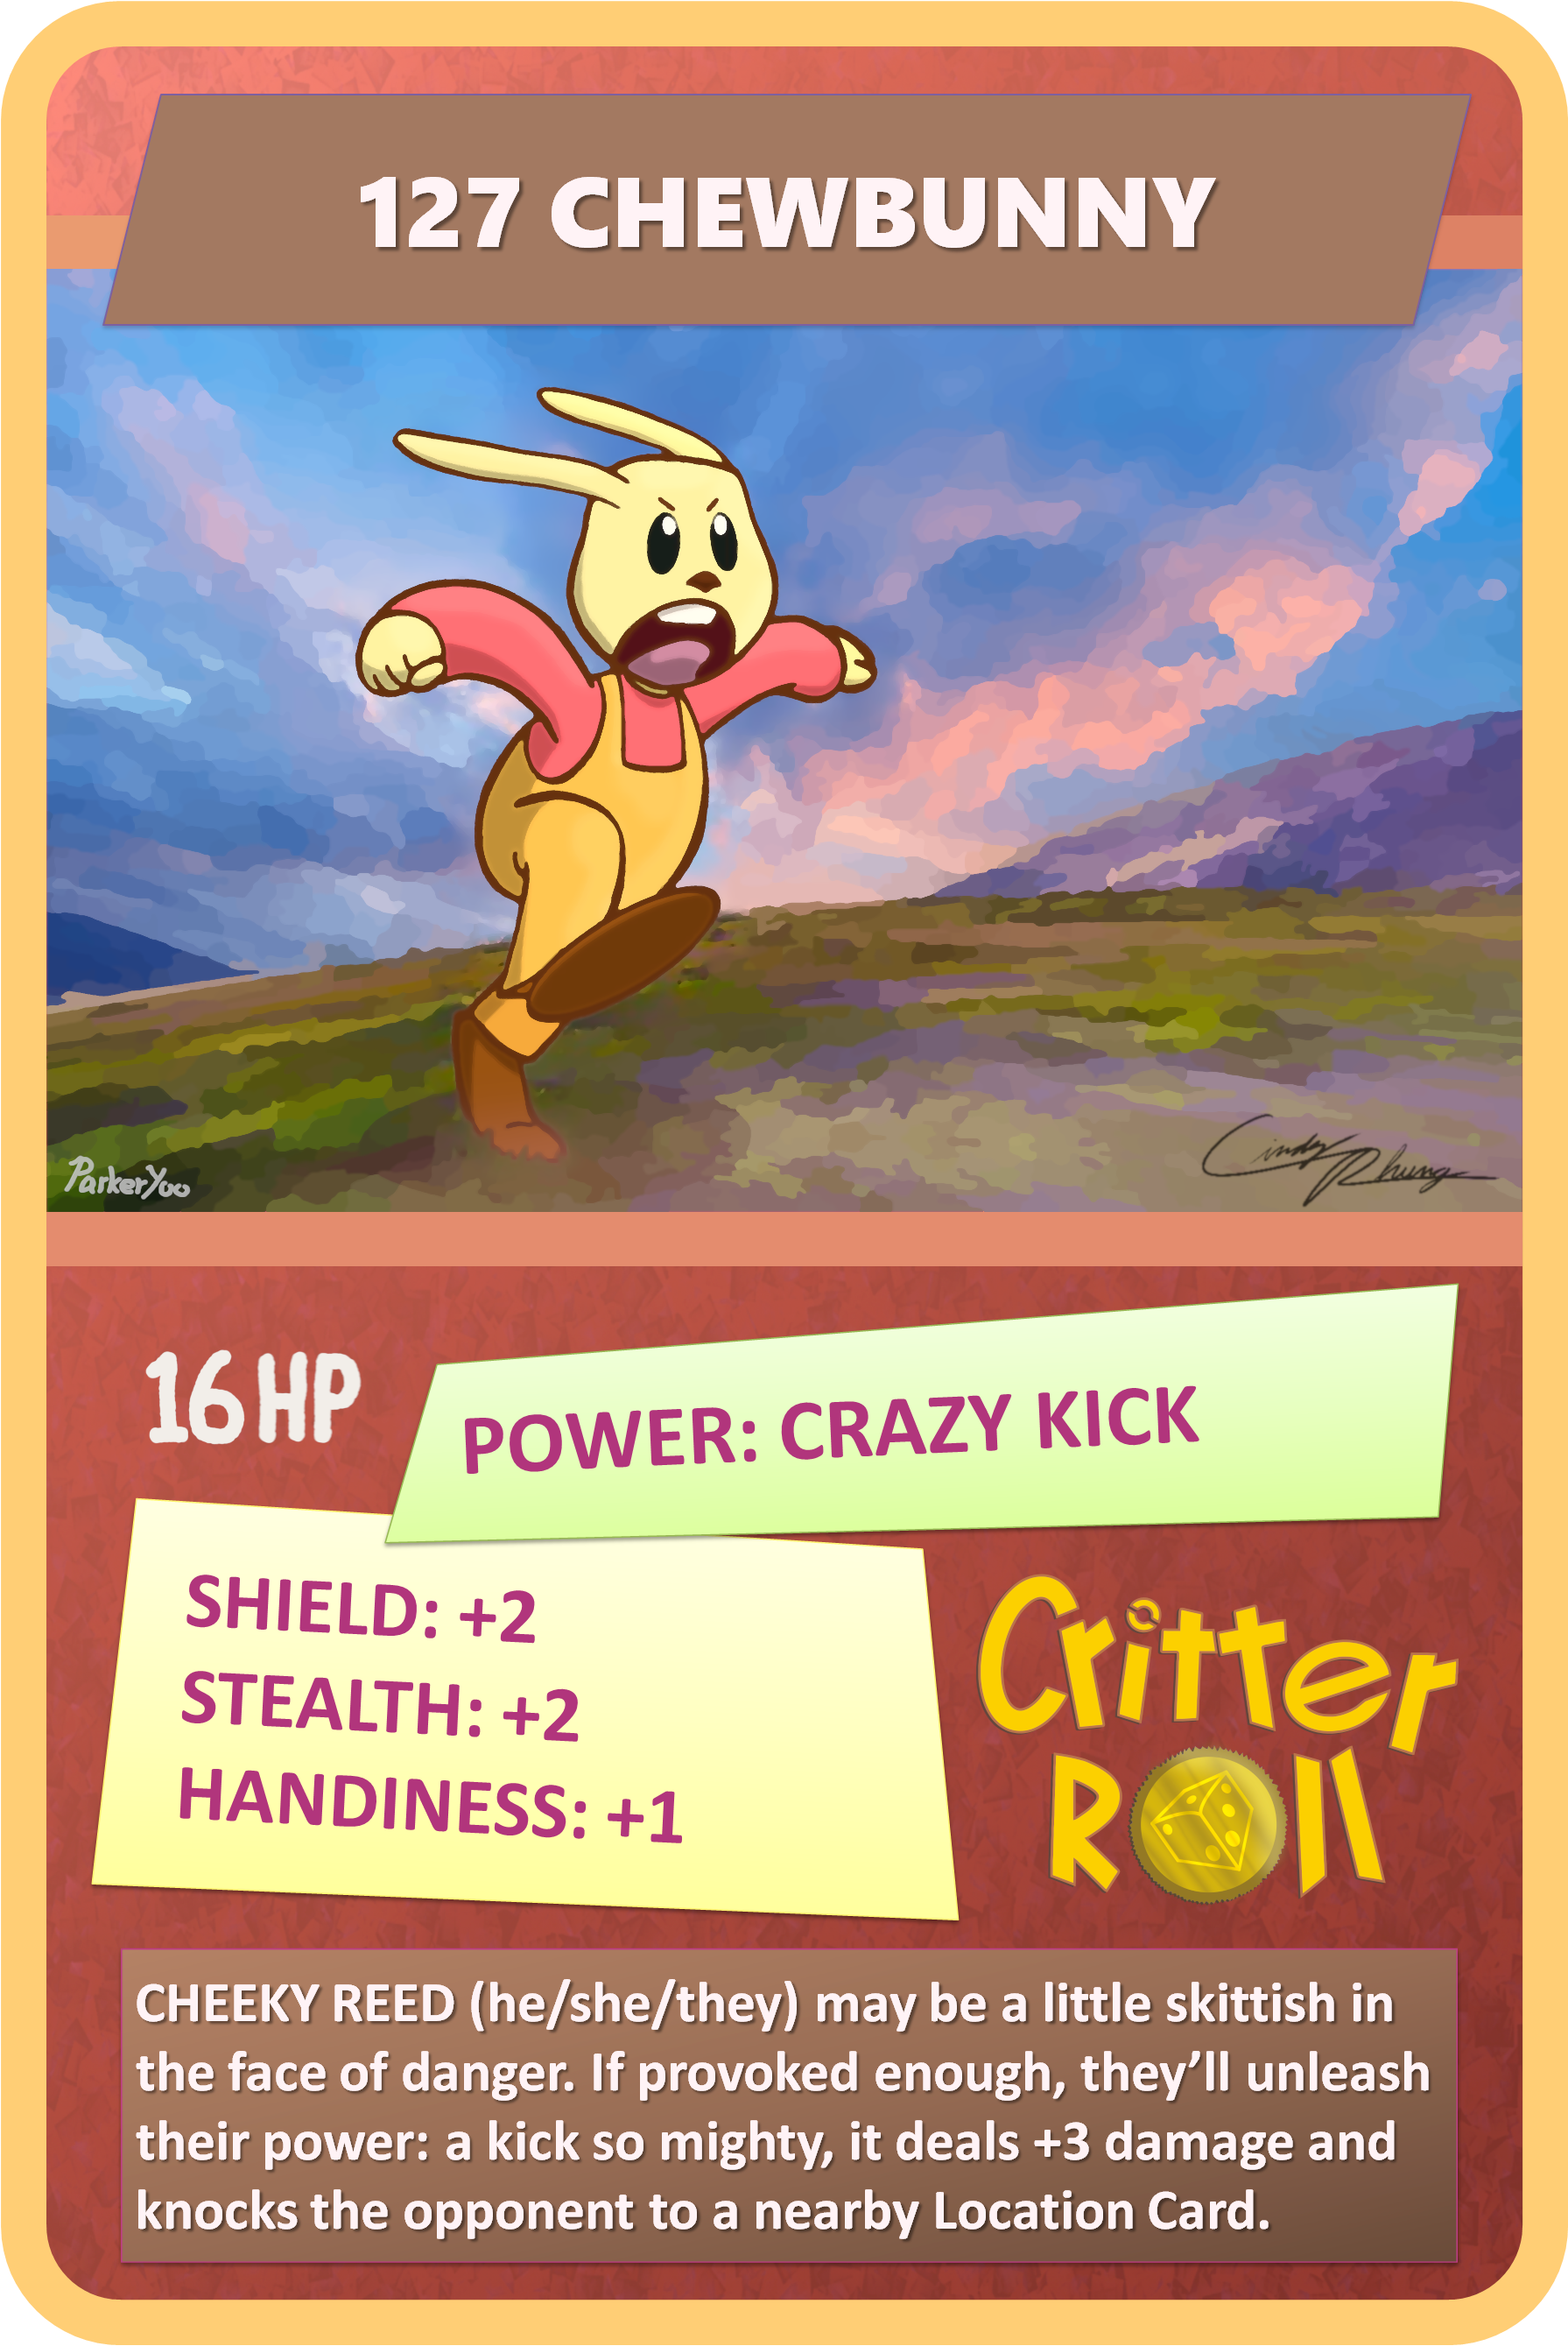 127 CHEWBUNNY
ParkerYoo
Cindy Phung
16 HP
POWER: CRAZY KICK
SHIELD: +2
STEALTH: +2
HANDINESS: +1
Critter
Roll
CHEEKY REED (he/she/they) may be a little skittish in
the face of danger. If provoked enough, they’ll unleash
their power: a kick so mighty, it deals +3 damage and
knocks the opponent to a nearby Location Card.